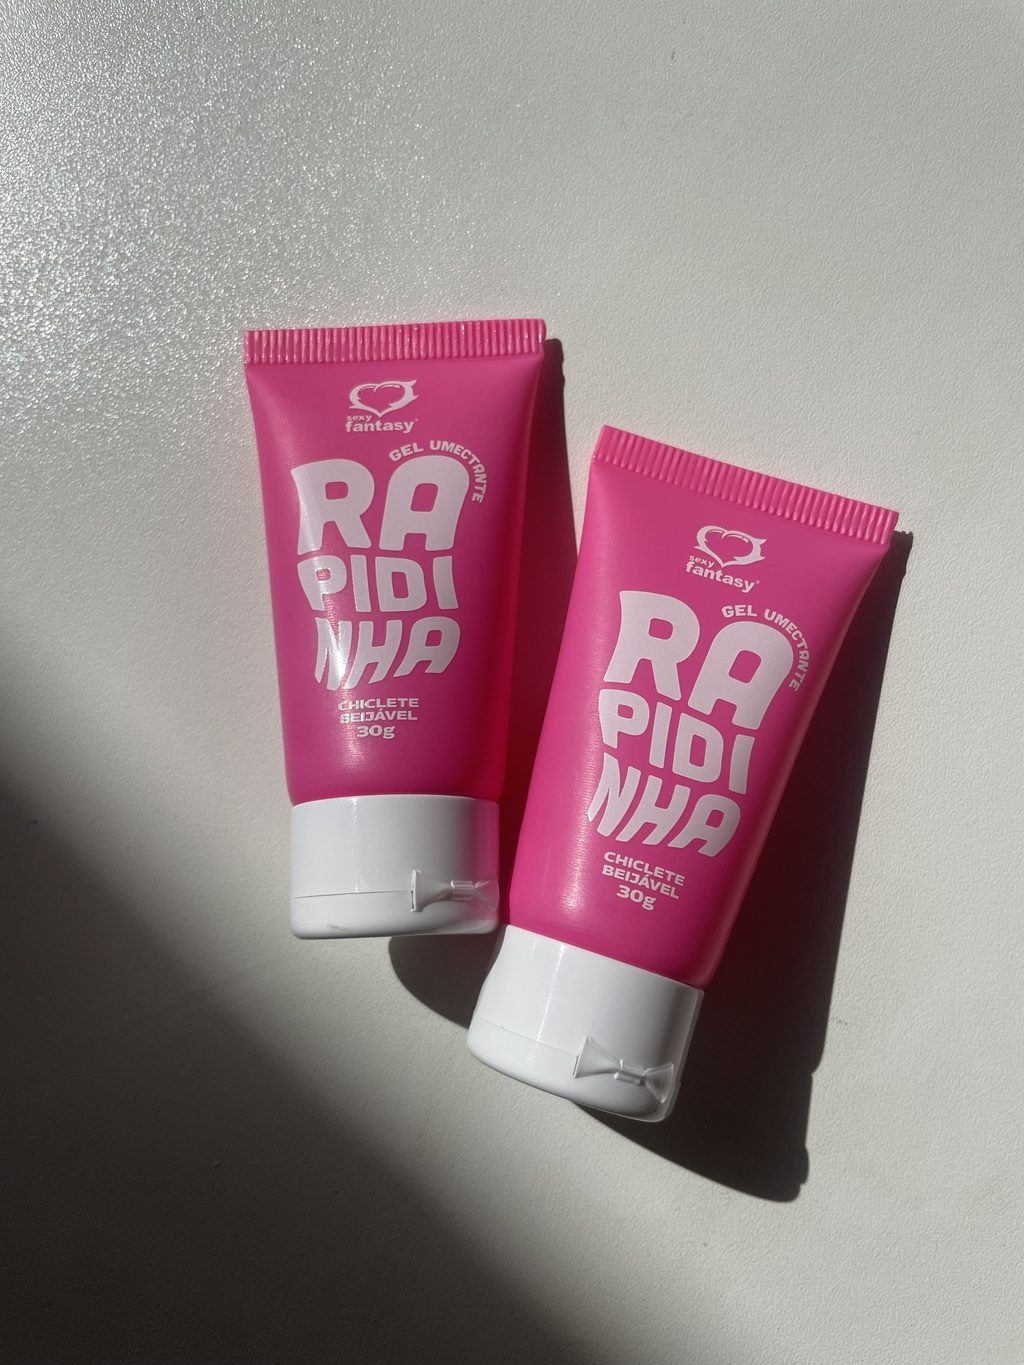 sexy
fantasy
GEL UMECTANTE
RA
PIDI
NHA
CHICLETE
BEIJÁVEL
30g
sexy
fantasy
GEL UMECTANTE
RA
PIDI
NHA
CHICLETE
BEIJÁVEL
30g